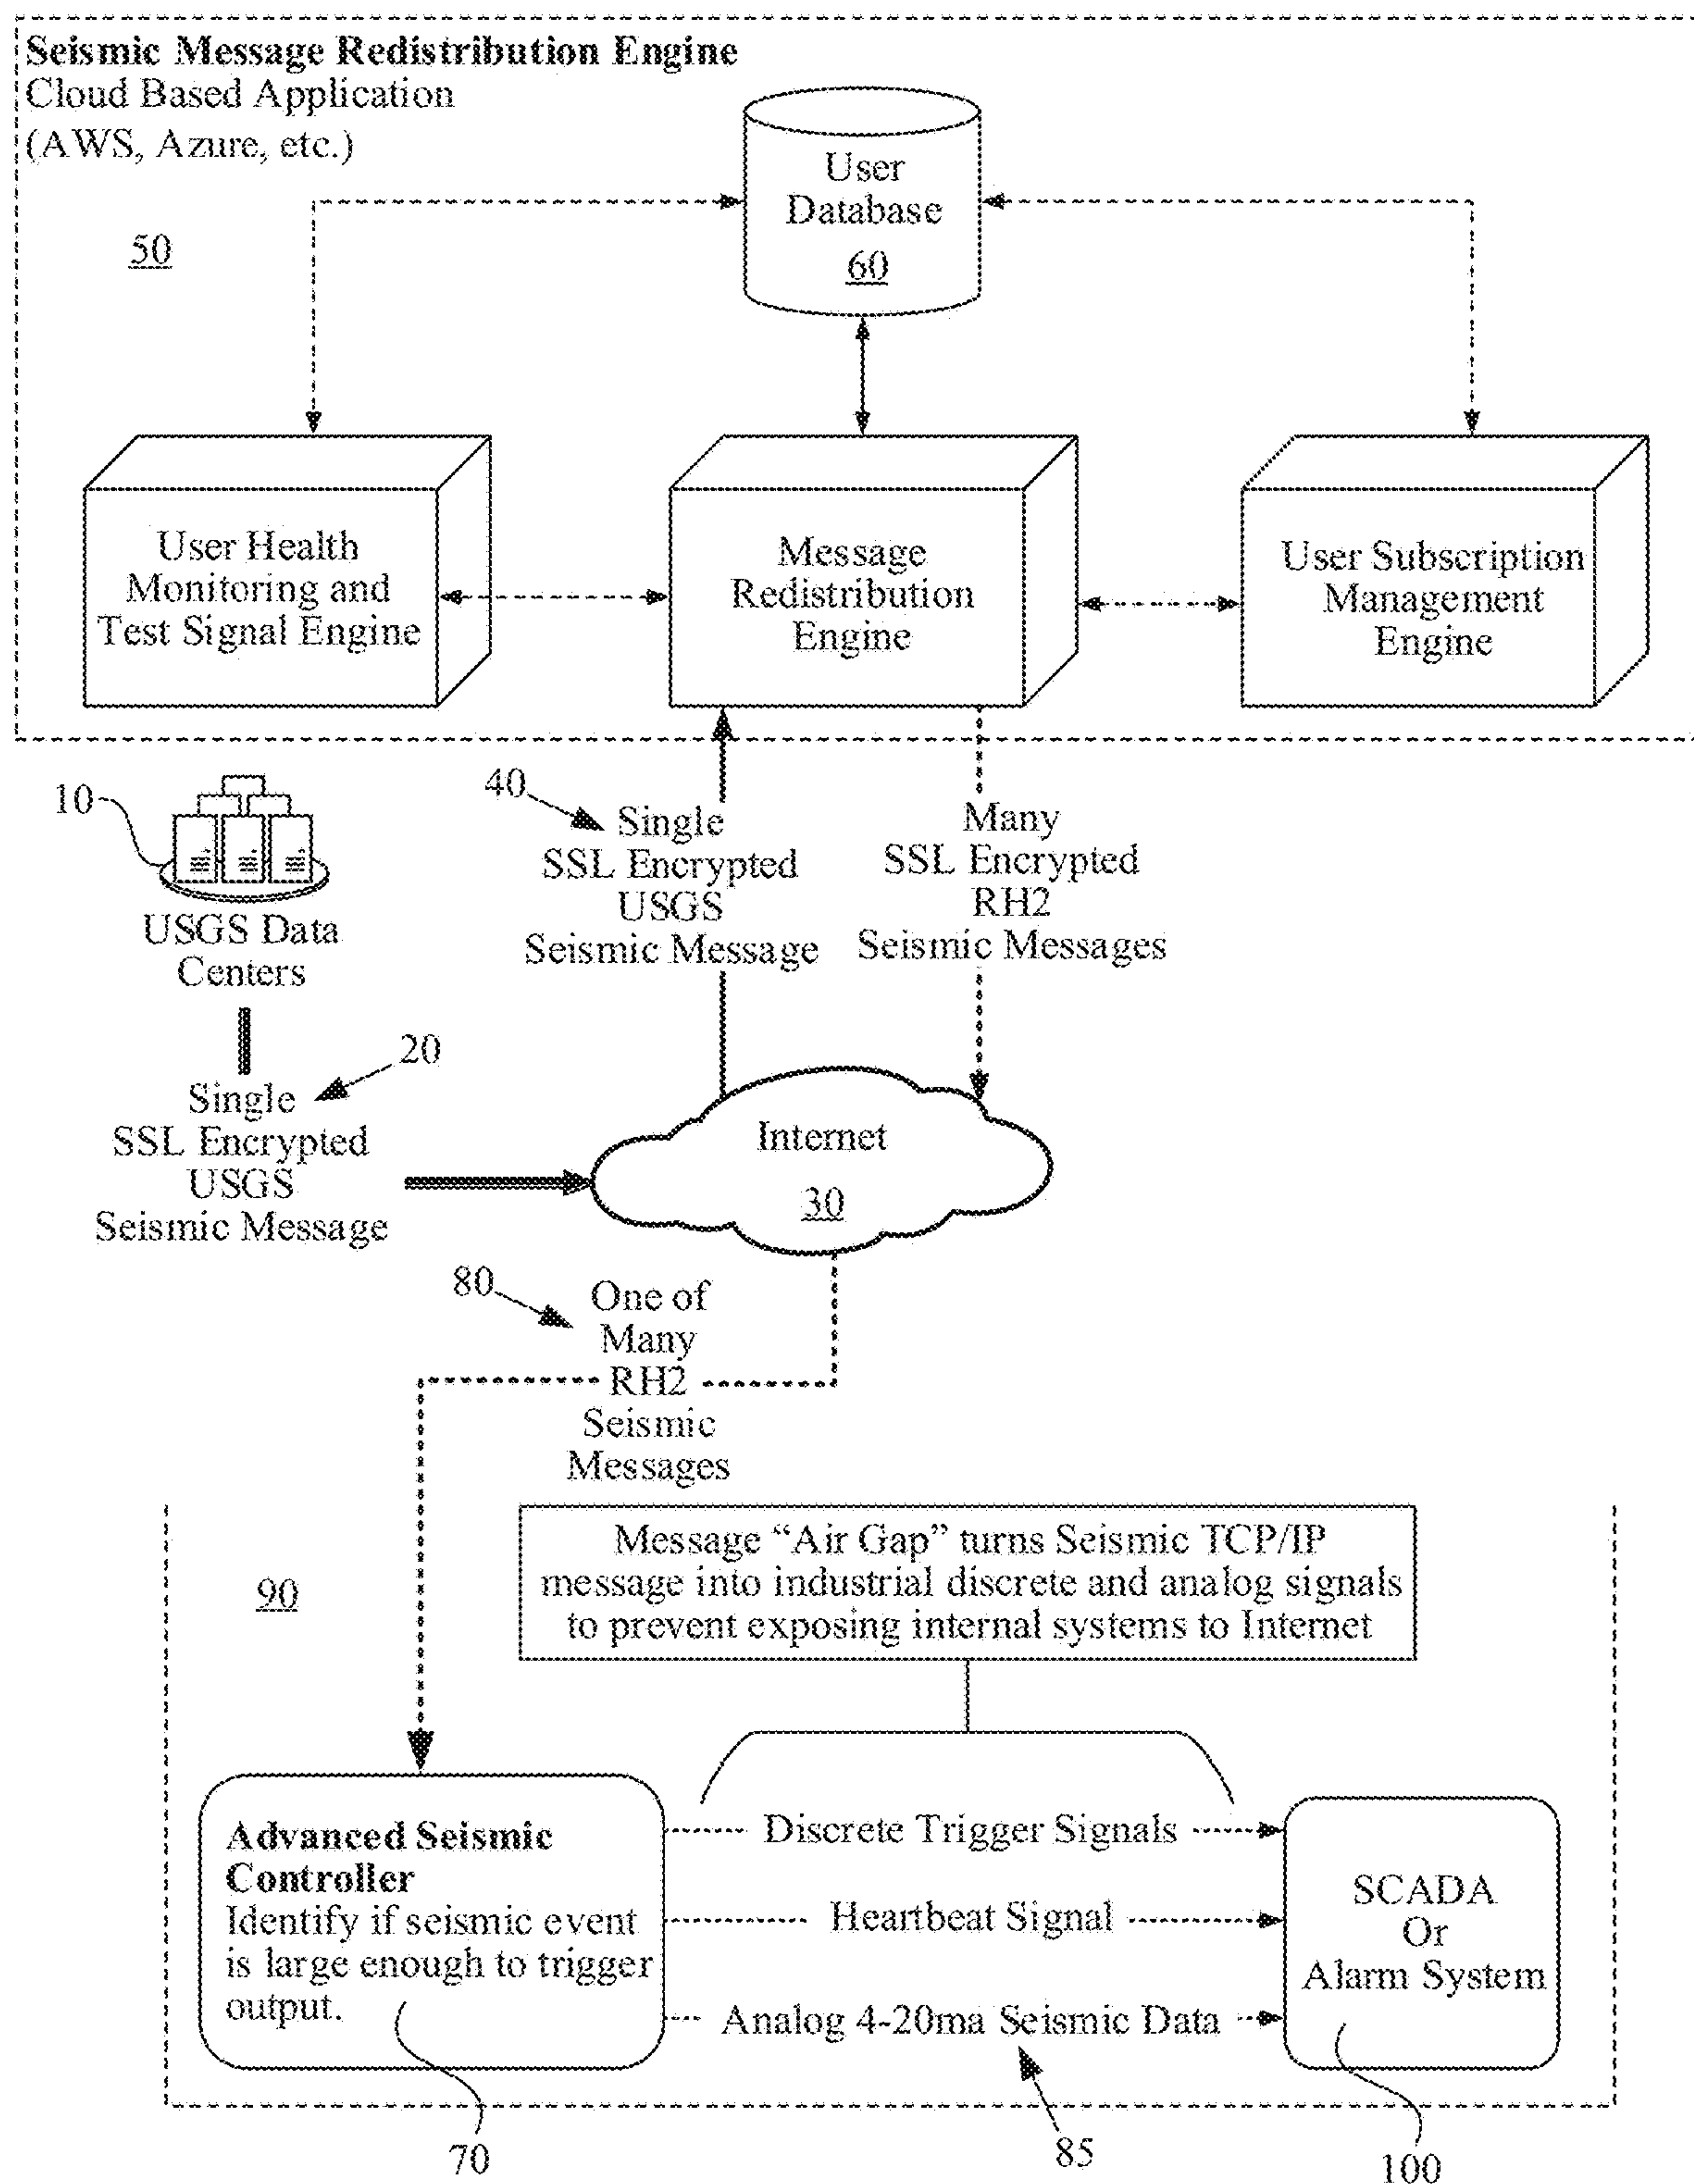 Seismic Message Redistribution Engine
Cloud Based Application
(AWS, Azure, etc.)
User
Database
60
50
User Health
Monitoring and
Test Signal Engine
Message
Redistribution
Engine
User Subscription
Management
Engine
10
USGS Data
Centers
40
Single
SSL Encrypted
USGS
Seismic Message
Many
SSL Encrypted
RH2
Seismic Messages
20
Single
SSL Encrypted
USGS
Seismic Message
Internet
30
80
One of
Many
RH2
Seismic
Messages
90
Message “Air Gap” turns Seismic TCP/IP
message into industrial discrete and analog signals
to prevent exposing internal systems to Internet
Advanced Seismic
Controller
Identify if seismic event
is large enough to trigger
output.
Discrete Trigger Signals
Heartbeat Signal
Analog 4-20ma Seismic Data
SCADA
Or
Alarm System
70
85
100